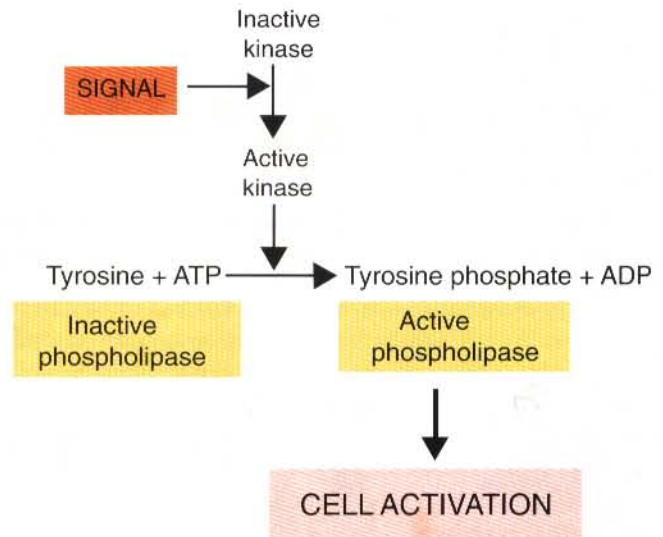 Inactive
kinase
SIGNAL
Active
kinase
Tyrosine + ATP
Tyrosine phosphate + ADP
Inactive
phospholipase
Active
phospholipase
CELL ACTIVATION